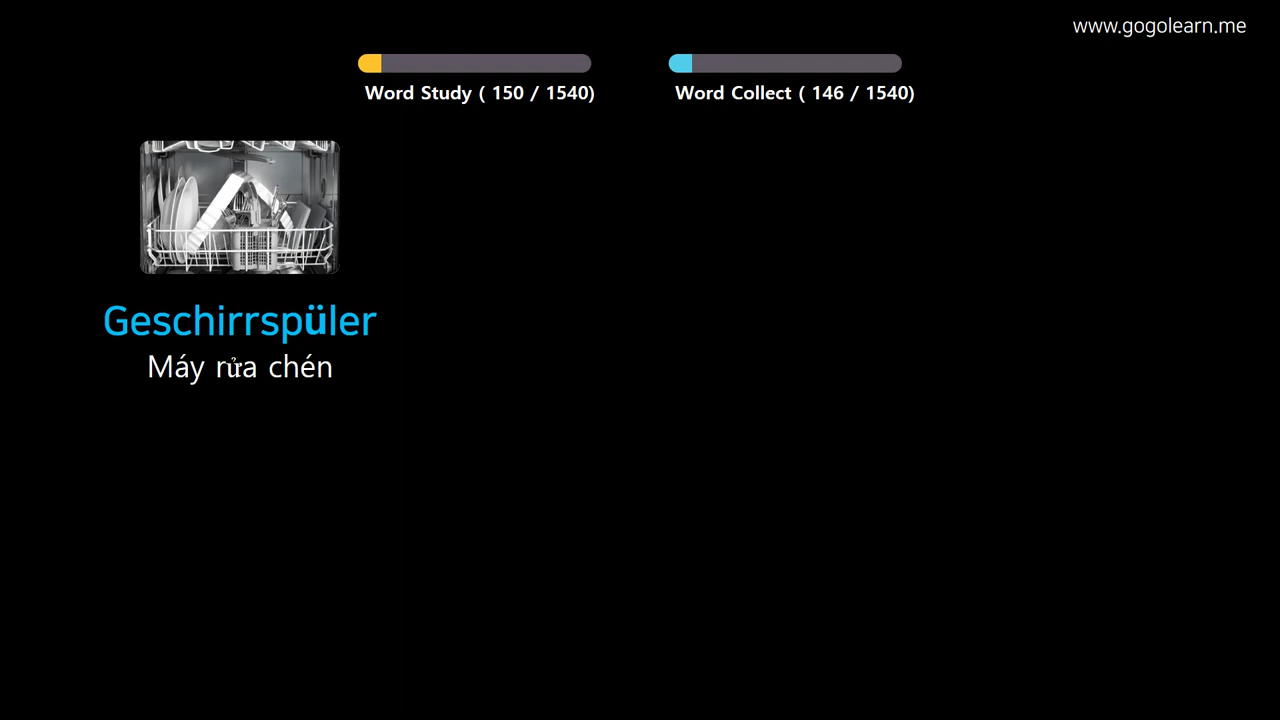 www.gogolearn.me
Word Study ( 150 / 1540)
Word Collect ( 146 / 1540)
Geschirrspüler
Máy rửa chén